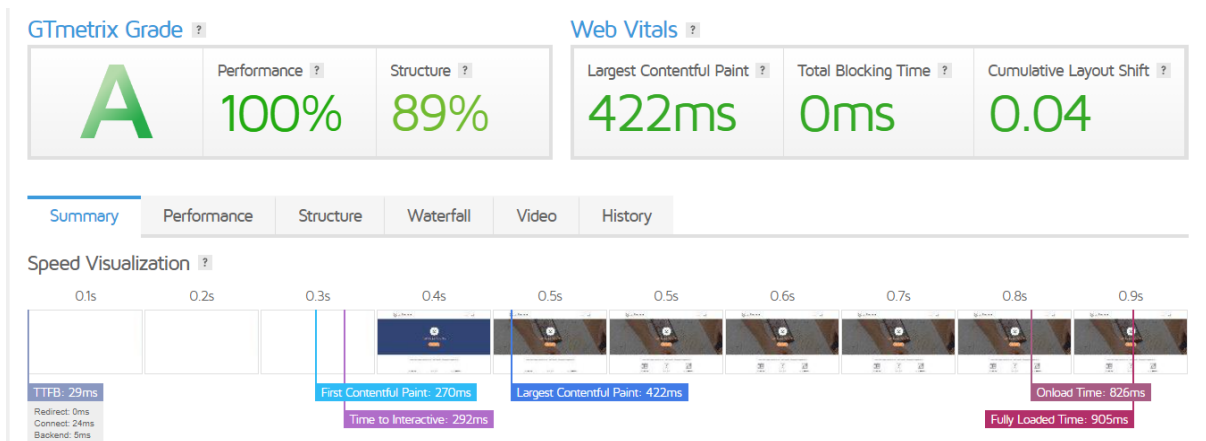 GTmetrix Grade ? Web Vitals ?
A
Performance ? Structure ? Largest Contentful Paint ? Total Blocking Time ? Cumulative Layout Shift ?
100% 89% 422ms 0ms 0.04
Summary Performance Structure Waterfall Video History
Speed Visualization ?
0.1s 0.2s 0.3s 0.4s 0.5s 0.5s 0.6s 0.7s 0.8s 0.9s
TTFB: 29ms First Contentful Paint: 270ms Largest Contentful Paint: 422ms Onload Time: 826ms
Redirect: 0ms
Connect: 24ms
Backend: 5ms
Time to Interactive: 292ms Fully Loaded Time: 905ms